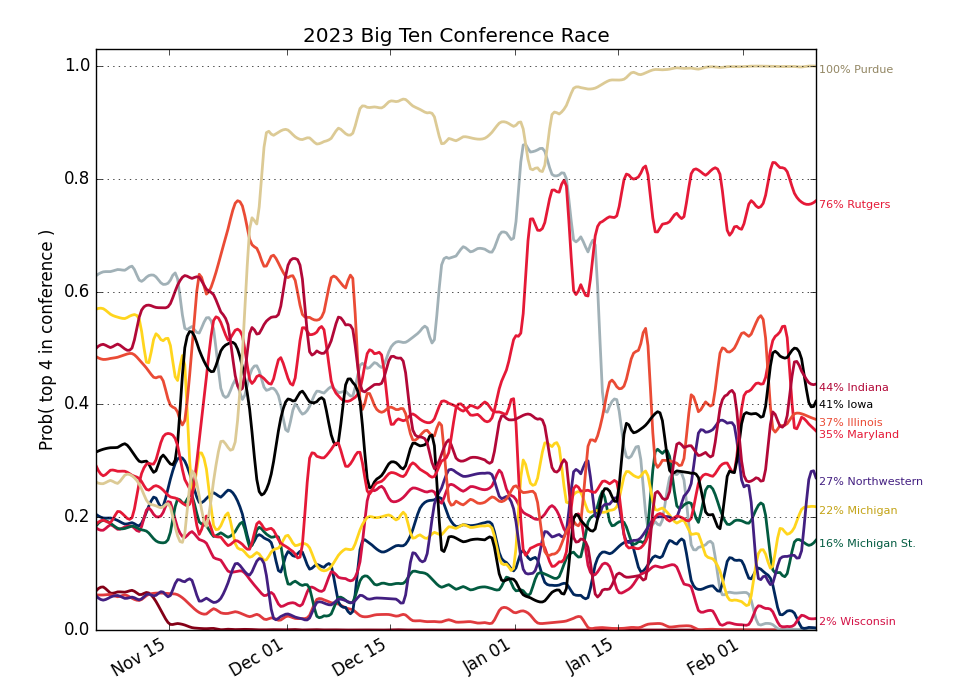 2023 Big Ten Conference Race
Prob( top 4 in conference )
1.0
0.8
0.6
0.4
0.2
0.0
Nov 15
Dec 01
Dec 15
Jan 01
Jan 15
Feb 01
100% Purdue
76% Rutgers
44% Indiana
41% Iowa
37% Illinois
35% Maryland
27% Northwestern
22% Michigan
16% Michigan St.
2% Wisconsin